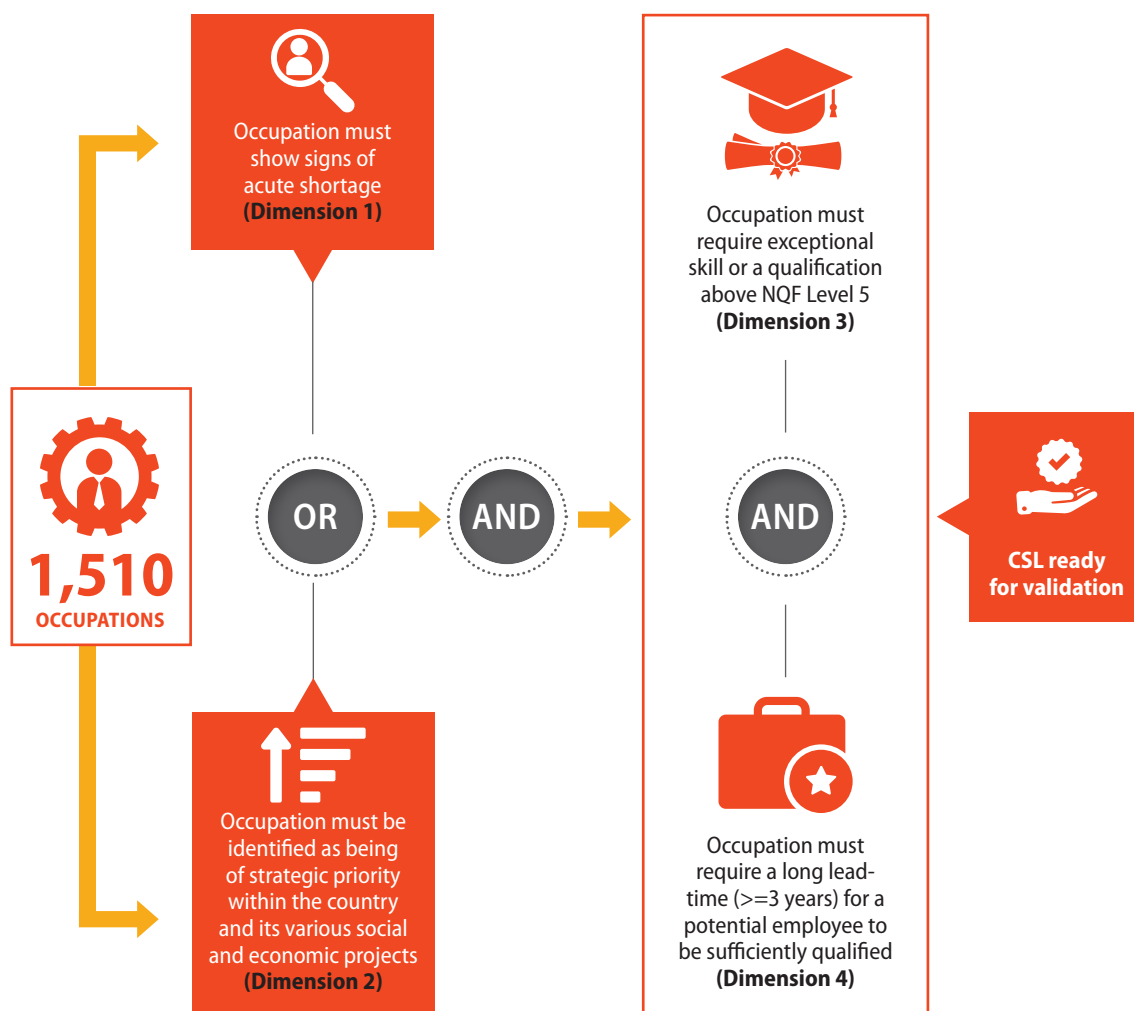 Occupation must
show signs of
acute shortage
(Dimension 1)
Occupation must
require exceptional
skill or a qualification
above NQF Level 5
(Dimension 3)
1,510
OCCUPATIONS
OR
AND
AND
CSL ready
for validation
Occupation must be
identified as being
of strategic priority
within the country
and its various social
and economic projects
(Dimension 2)
Occupation must
require a long lead-
time (>=3 years) for a
potential employee to
be sufficiently qualified
(Dimension 4)